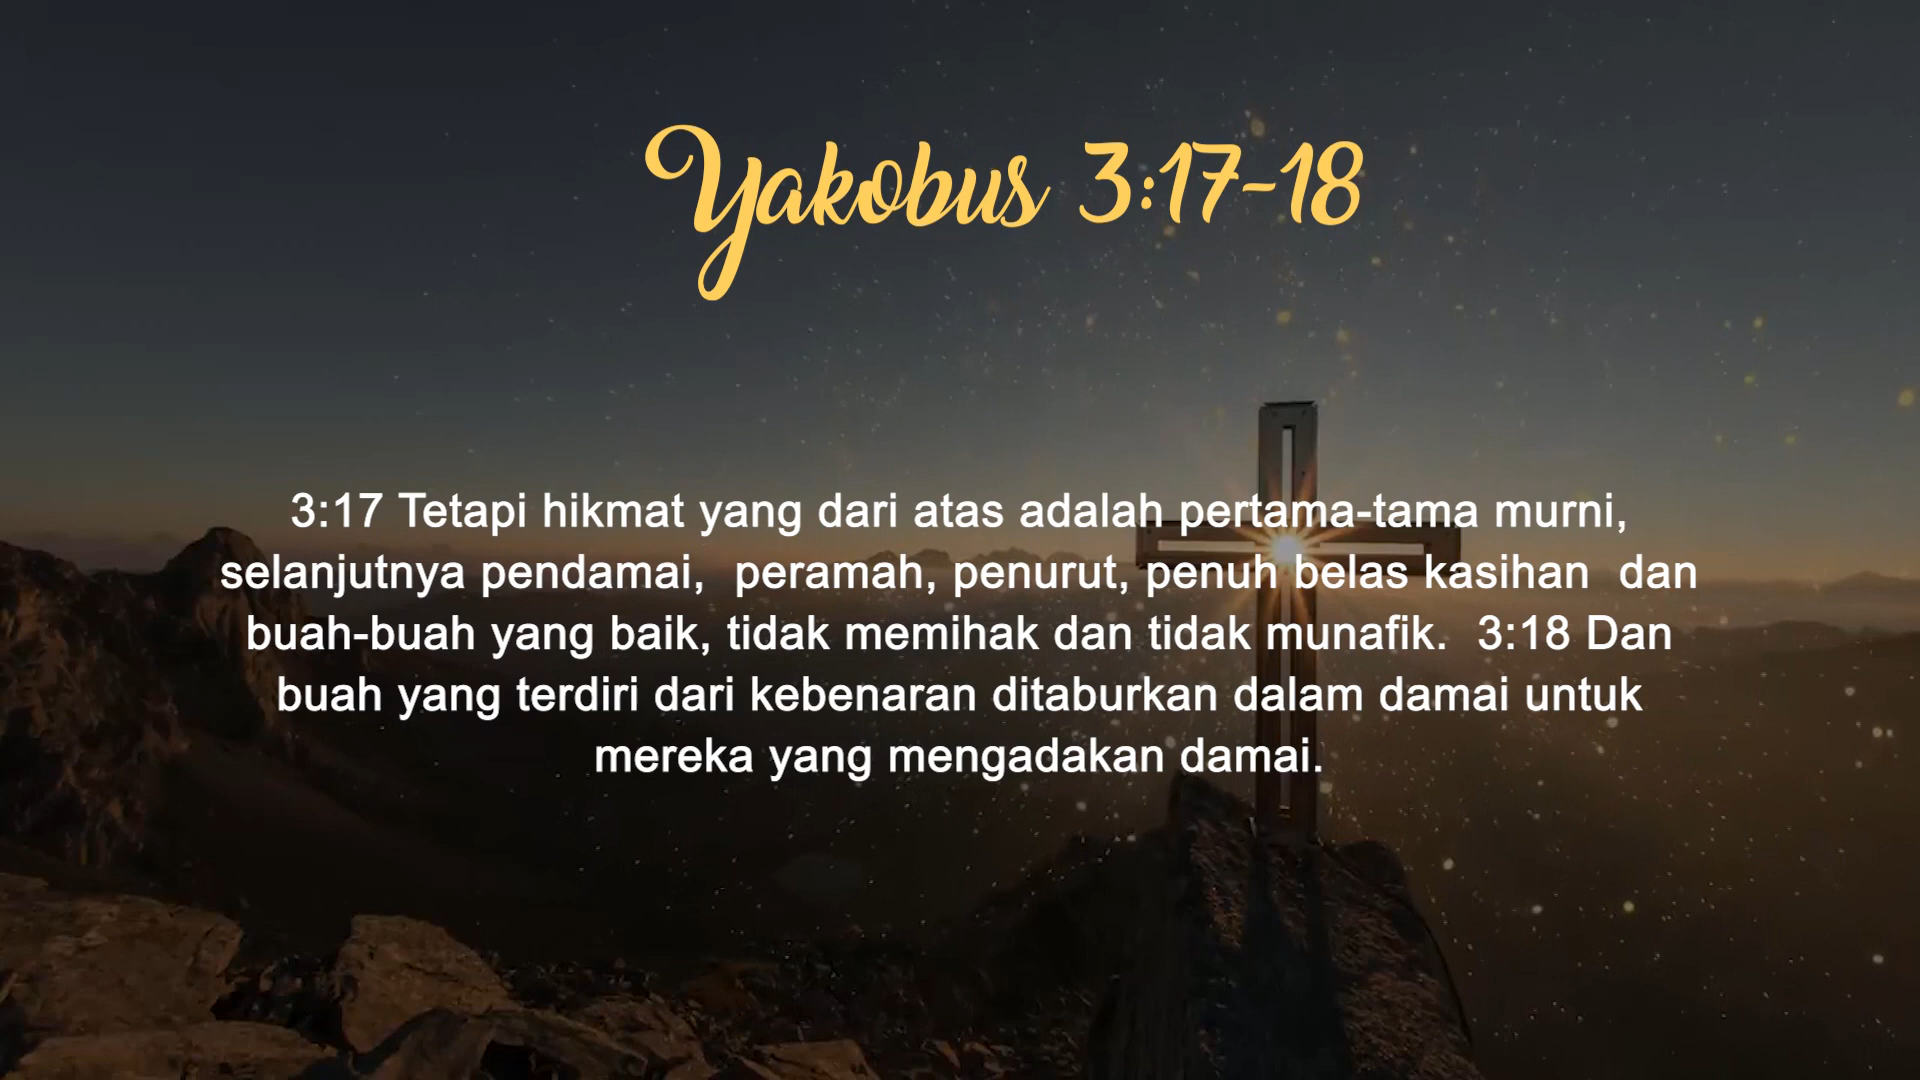 Yakobus 3:17-18
3:17 Tetapi hikmat yang dari atas adalah pertama-tama murni,
selanjutnya pendamai,  peramah, penurut, penuh belas kasihan  dan
buah-buah yang baik, tidak memihak dan tidak munafik.  3:18 Dan
buah yang terdiri dari kebenaran ditaburkan dalam damai untuk
mereka yang mengadakan damai.